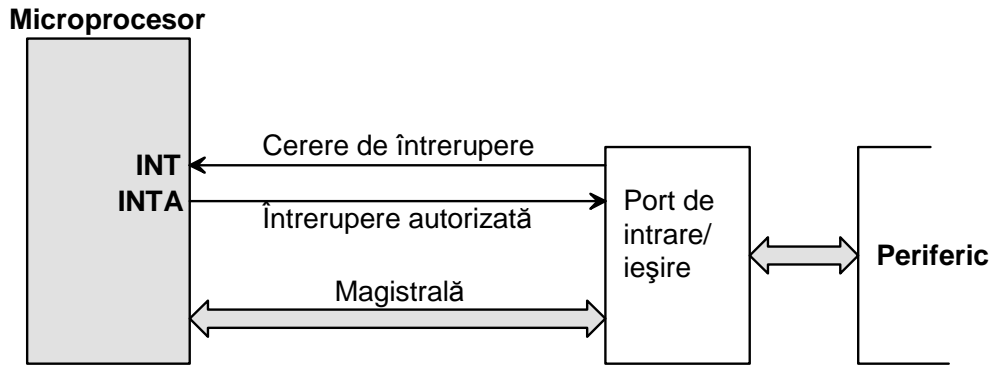 Microprocesor
Cerere de întrerupere
INT
INTA
Întrerupere autorizată
Port de
intrare/
ieşire
Periferic
Magistrală